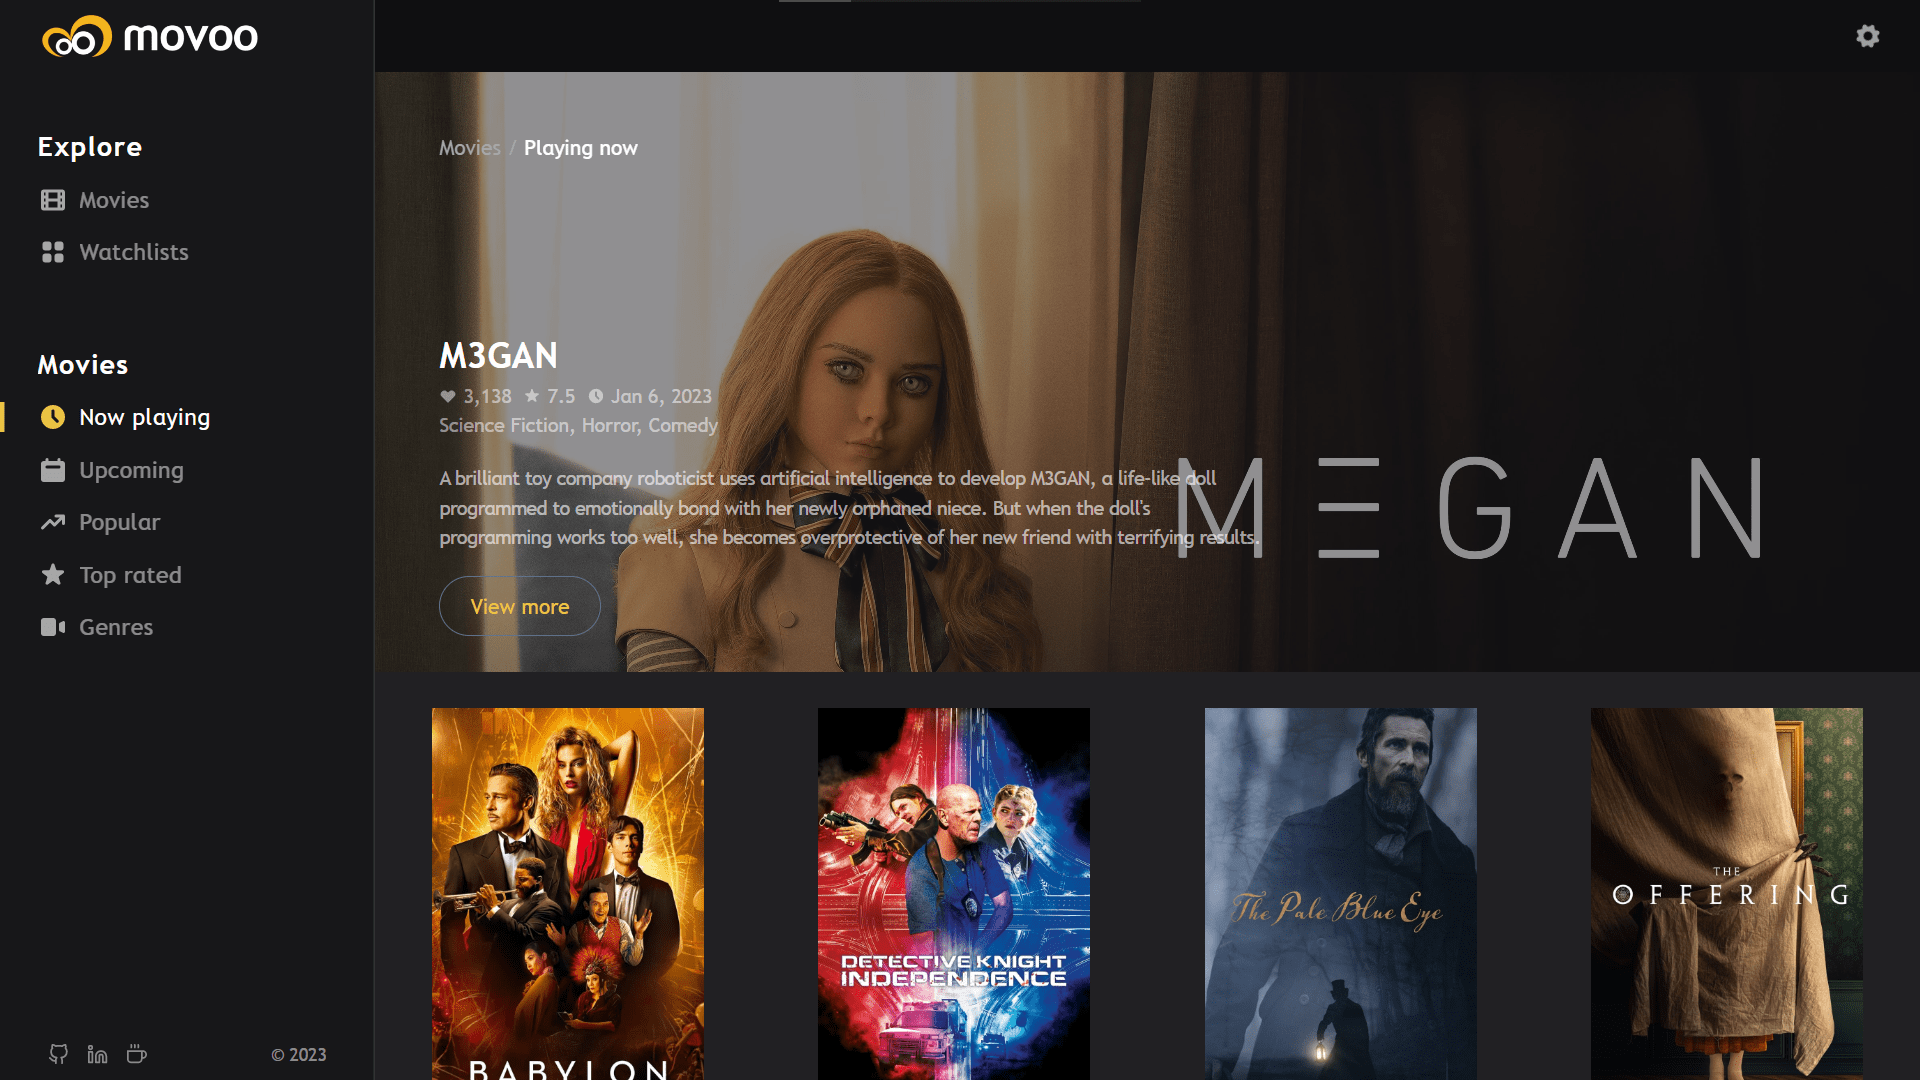 movoo
Explore
Movies
Watchlists
Movies
Now playing
Upcoming
Popular
Top rated
Genres
© 2023
Movies / Playing now
M3GAN
3,138 7.5 Jan 6, 2023
Science Fiction, Horror, Comedy
A brilliant toy company roboticist uses artificial intelligence to develop M3GAN, a life-like doll
programmed to emotionally bond with her newly orphaned niece. But when the doll's
programming works too well, she becomes overprotective of her new friend with terrifying results.
View more
M Ξ G A N
BABYLON
DETECTIVE KNIGHT
INDEPENDENCE
The Pale Blue Eye
THE
OFFERING